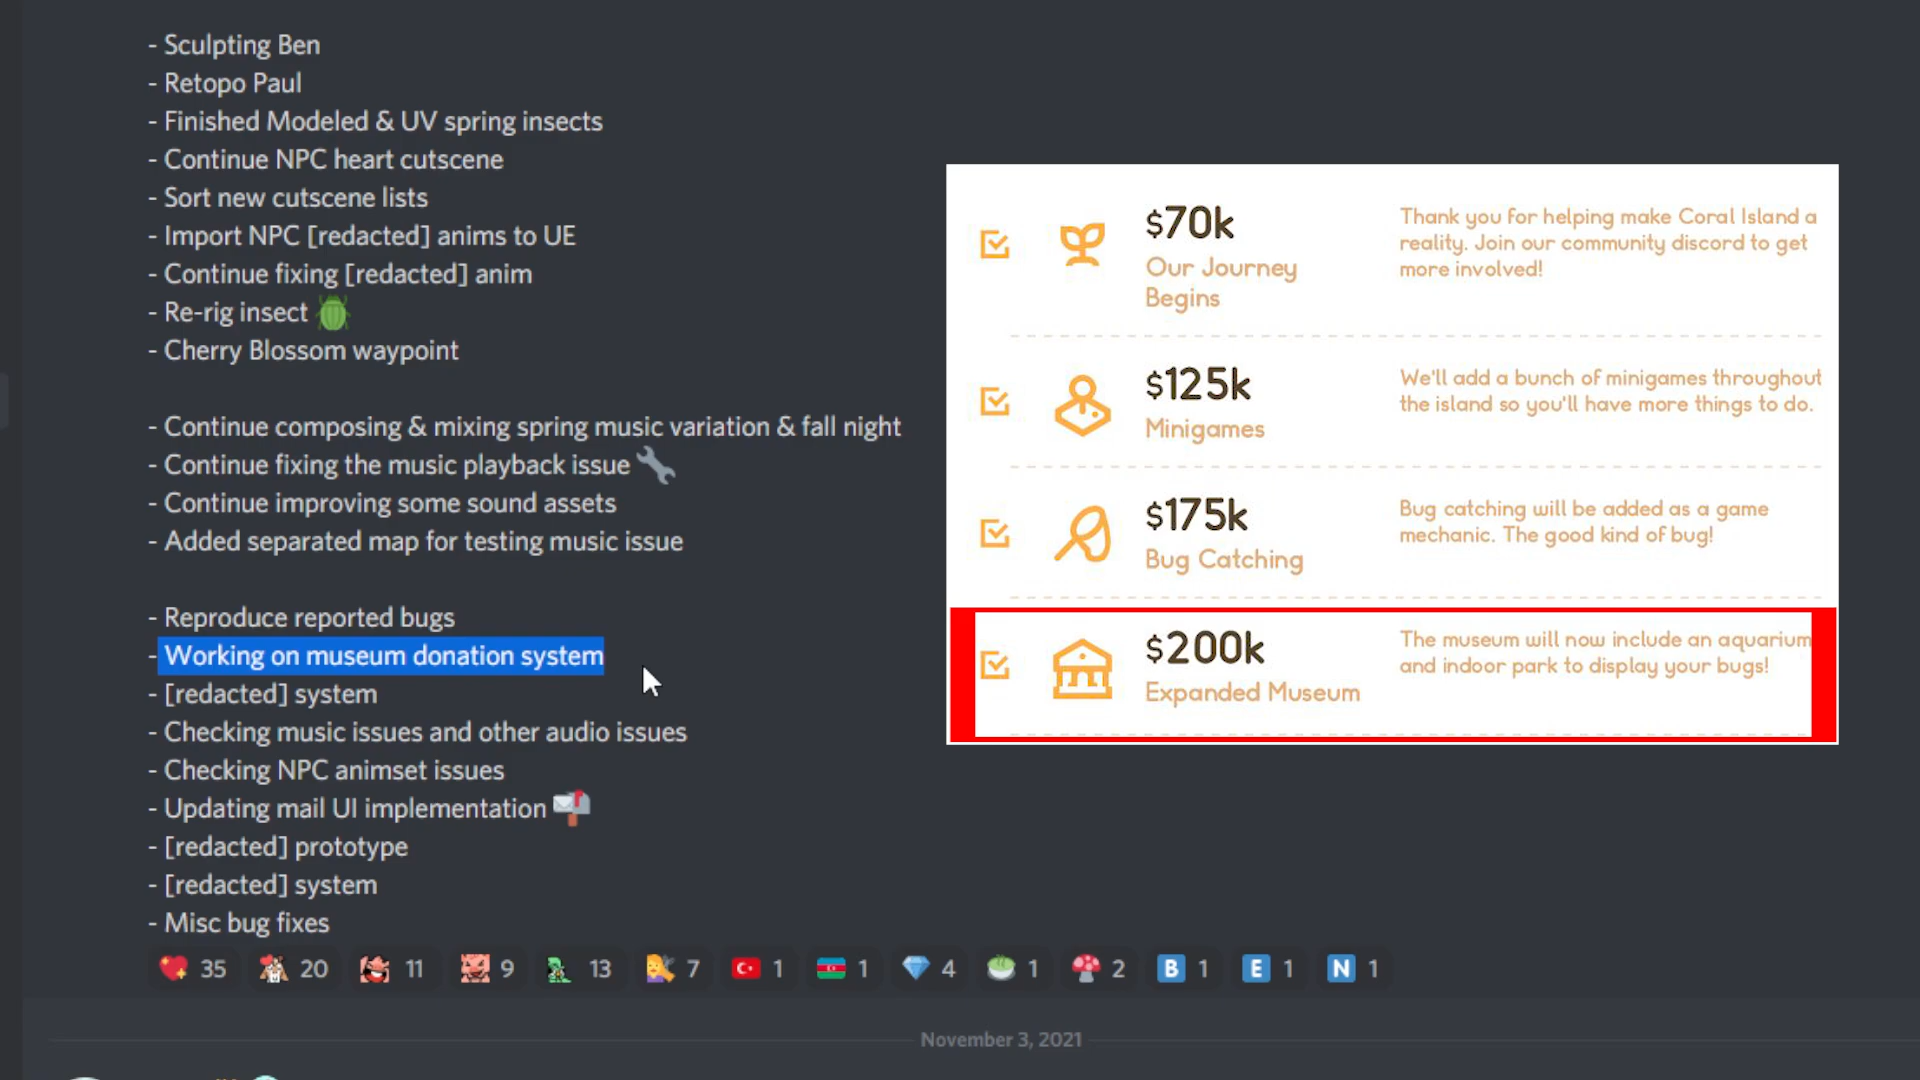 - Sculpting Ben
- Retopo Paul
- Finished Modeled & UV spring insects
- Continue NPC heart cutscene
- Sort new cutscene lists
- Import NPC [redacted] anims to UE
- Continue fixing [redacted] anim
- Re-rig insect
- Cherry Blossom waypoint
- Continue composing & mixing spring music variation & fall night
- Continue fixing the music playback issue
- Continue improving some sound assets
- Added separated map for testing music issue
- Reproduce reported bugs
- Working on museum donation system
- [redacted] system
- Checking music issues and other audio issues
- Checking NPC animset issues
- Updating mail UI implementation
- [redacted] prototype
- [redacted] system
- Misc bug fixes
35 20 11 9 13 7 1 1 4 1 2 B 1 E 1 N 1
November 3, 2021
$70k
Our Journey
Begins
Thank you for helping make Coral Island a
reality. Join our community discord to get
more involved!
$125k
Minigames
We'll add a bunch of minigames throughout
the island so you'll have more things to do.
$175k
Bug Catching
Bug catching will be added as a game
mechanic. The good kind of bug!
$200k
Expanded Museum
The museum will now include an aquarium
and indoor park to display your bugs!